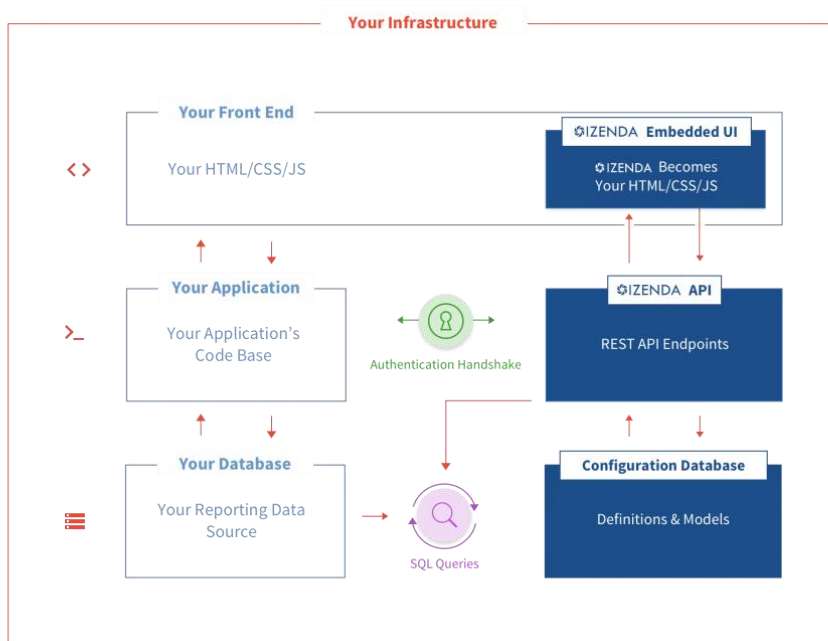 Your Infrastructure
Your Front End
IZENDA Embedded UI
Your HTML/CSS/JS
IZENDA Becomes
Your HTML/CSS/JS
Your Application
IZENDA API
Your Application's
Code Base
REST API Endpoints
Authentication Handshake
Your Database
Configuration Database
Your Reporting Data
Source
Definitions & Models
SQL Queries